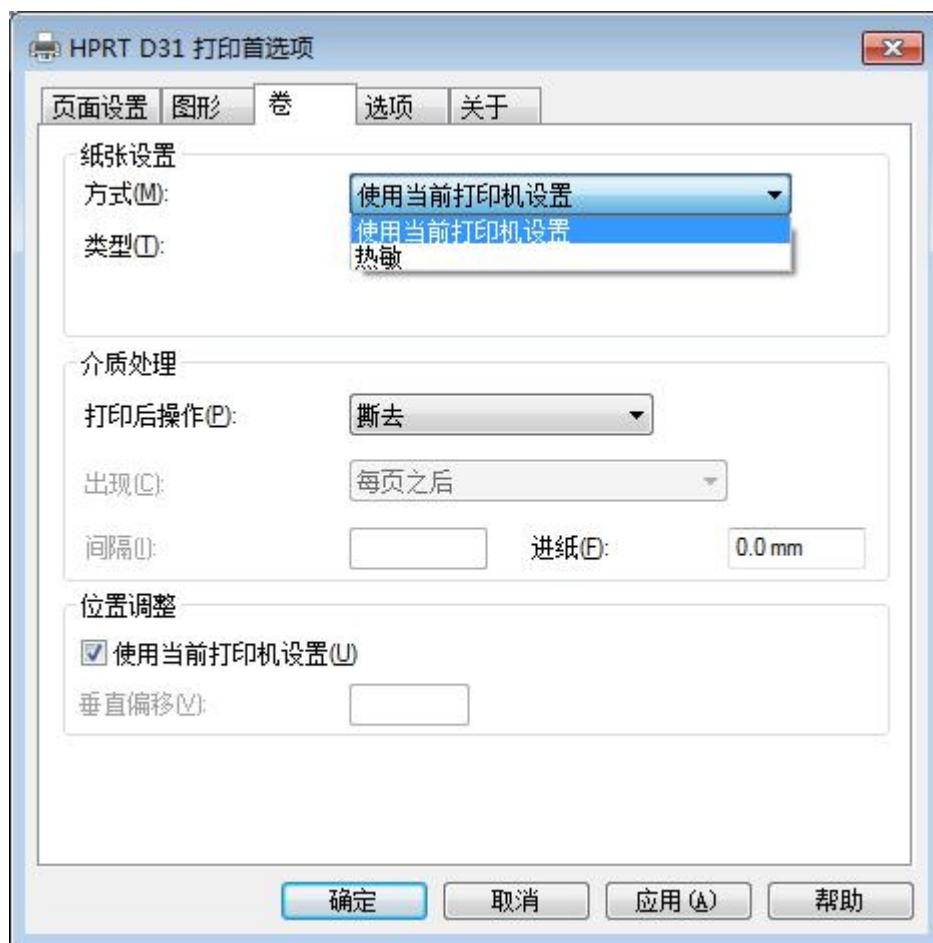 HPRT D31 打印首选项
页面设置 图形 卷 选项 关于
纸张设置
方式(M): 使用当前打印机设置
使用当前打印机设置
类型(T):
热敏
介质处理
打印后操作(P): 撕去
出现(C): 每页之后
间隔(I): 进纸(F): 0.0 mm
位置调整
使用当前打印机设置(U)
垂直偏移(V):
确定 取消 应用(A) 帮助